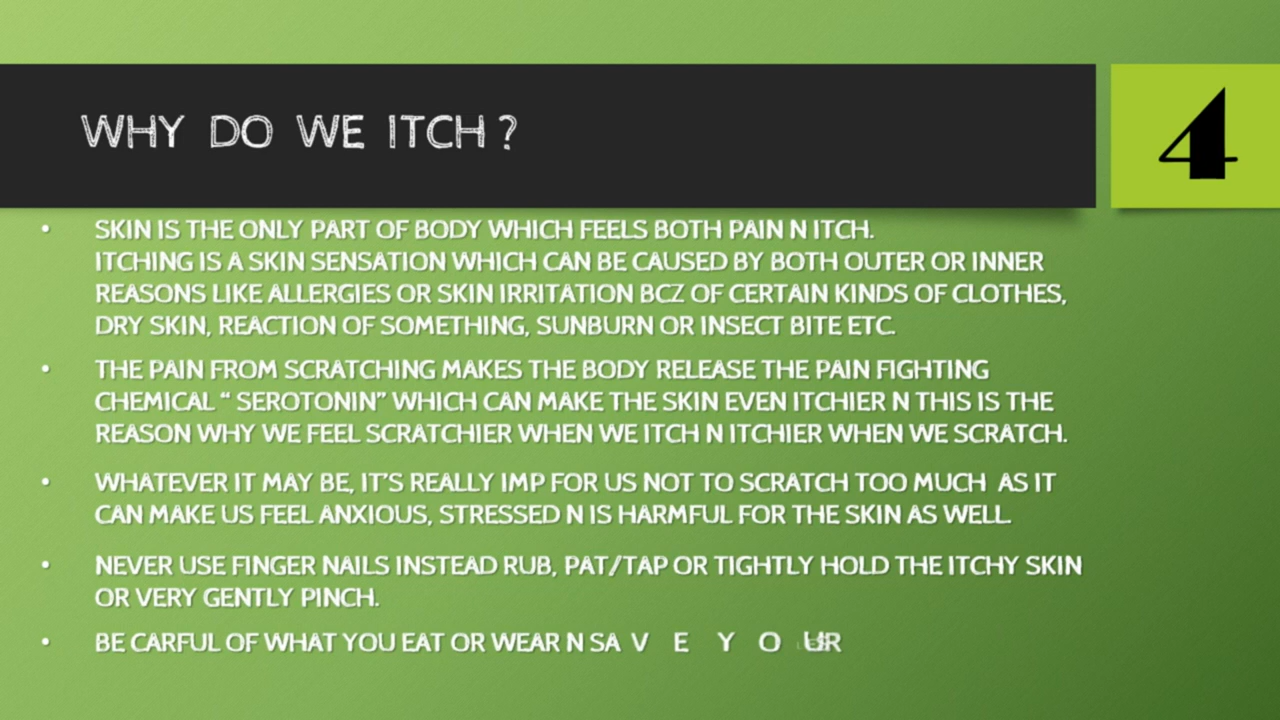 WHY DO WE ITCH ?
4
• SKIN IS THE ONLY PART OF BODY WHICH FEELS BOTH PAIN N ITCH.
ITCHING IS A SKIN SENSATION WHICH CAN BE CAUSED BY BOTH OUTER OR INNER
REASONS LIKE ALLERGIES OR SKIN IRRITATION BCZ OF CERTAIN KINDS OF CLOTHES,
DRY SKIN, REACTION OF SOMETHING, SUNBURN OR INSECT BITE ETC.
• THE PAIN FROM SCRATCHING MAKES THE BODY RELEASE THE PAIN FIGHTING
CHEMICAL “ SEROTONIN” WHICH CAN MAKE THE SKIN EVEN ITCHIER N THIS IS THE
REASON WHY WE FEEL SCRATCHIER WHEN WE ITCH N ITCHIER WHEN WE SCRATCH.
• WHATEVER IT MAY BE, IT’S REALLY IMP FOR US NOT TO SCRATCH TOO MUCH AS IT
CAN MAKE US FEEL ANXIOUS, STRESSED N IS HARMFUL FOR THE SKIN AS WELL.
• NEVER USE FINGER NAILS INSTEAD RUB, PAT/TAP OR TIGHTLY HOLD THE ITCHY SKIN
OR VERY GENTLY PINCH.
• BE CARFUL OF WHAT YOU EAT OR WEAR N SA V E Y O UR